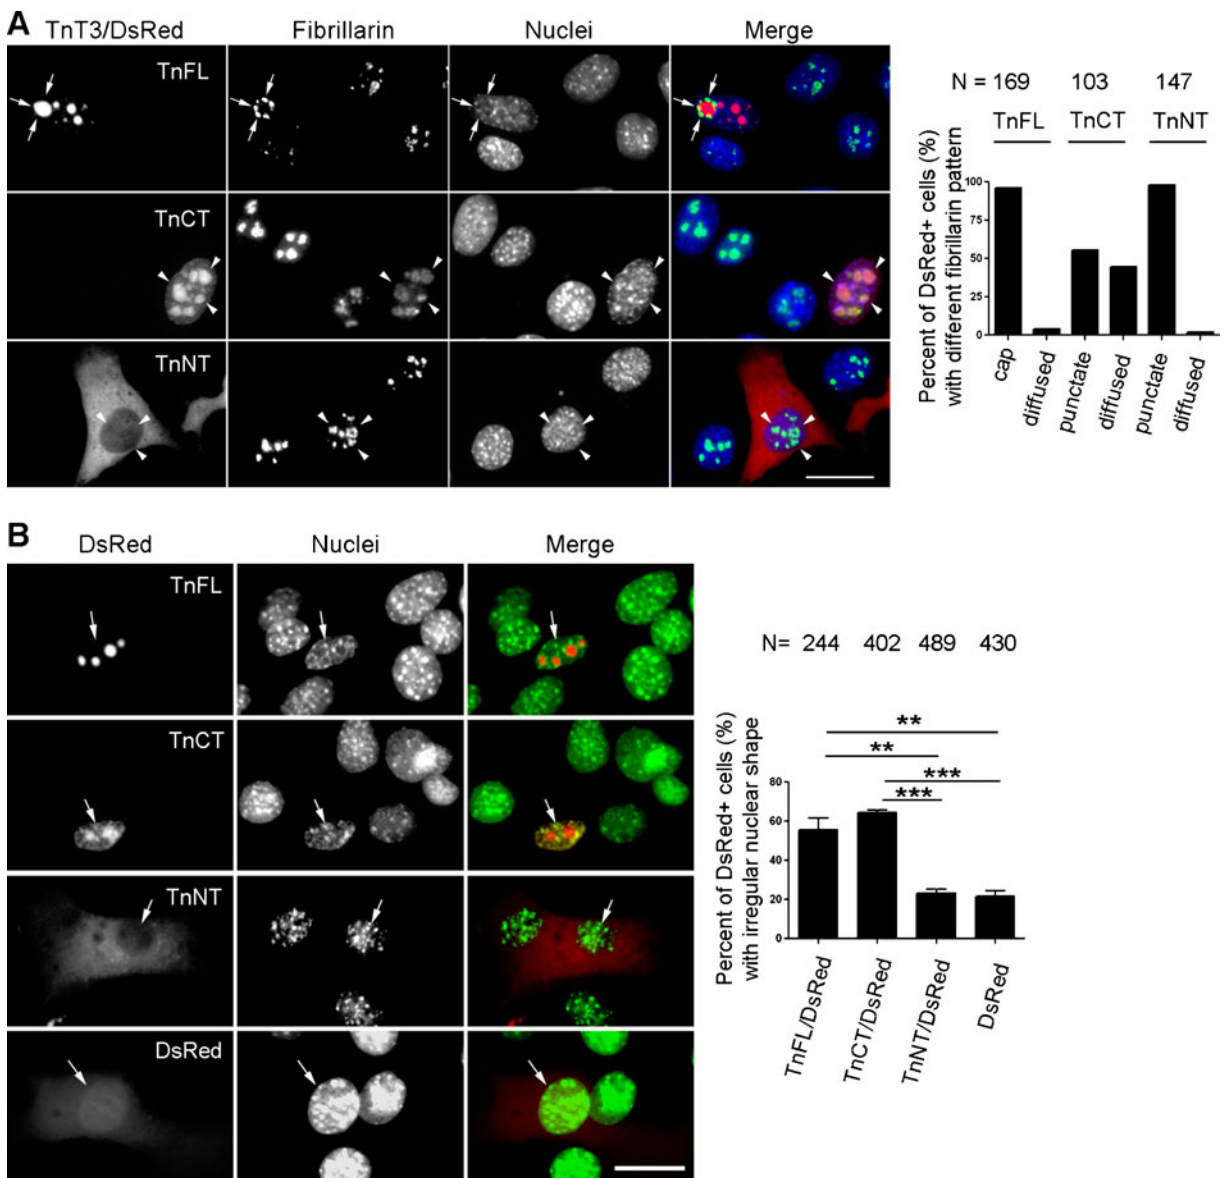 A
TnT3/DsRed
Fibrillarin
Nuclei
Merge
TnFL
TnCT
TnNT
N = 169 103 147
TnFL TnCT TnNT
Percent of DsRed+ cells (%)
with different fibrillarin pattern
100
75
50
25
0
cap
diffused
punctate
diffused
punctate
diffused
B
DsRed
Nuclei
Merge
TnFL
TnCT
TnNT
DsRed
N= 244 402 489 430
**
**
***
***
Percent of DsRed+ cells (%)
with irregular nuclear shape
80
60
40
20
0
TnFL/DsRed
TnCT/DsRed
TnNT/DsRed
DsRed